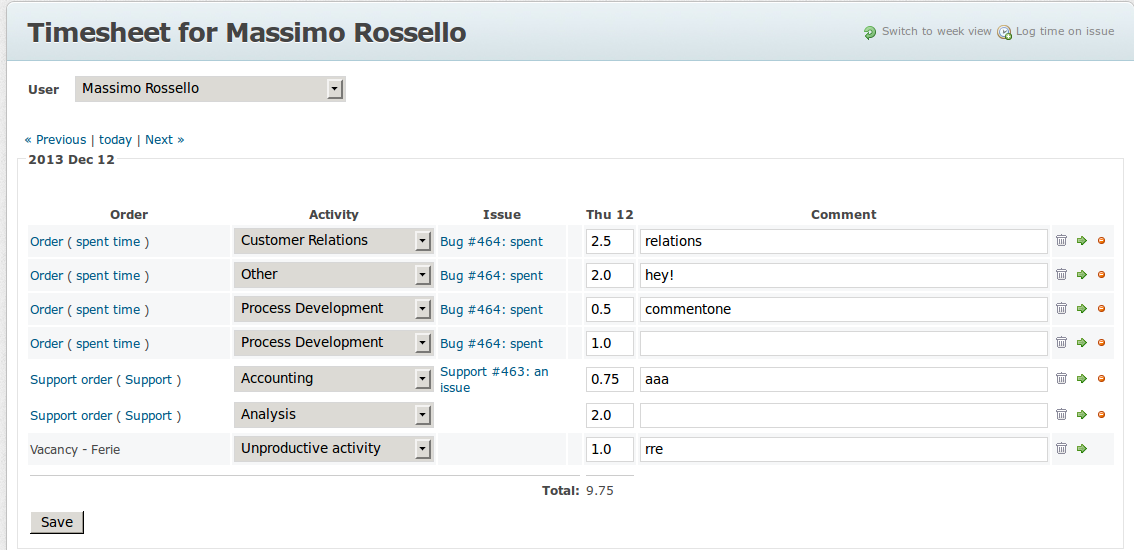 Timesheet for Massimo Rossello
Switch to week view Log time on issue
User Massimo Rossello
« Previous | today | Next »
2013 Dec 12
Order Activity Issue Thu 12 Comment
Order ( spent time ) Customer Relations Bug #464: spent 2.5 relations
Order ( spent time ) Other Bug #464: spent 2.0 hey!
Order ( spent time ) Process Development Bug #464: spent 0.5 commentone
Order ( spent time ) Process Development Bug #464: spent 1.0
Support order ( Support ) Accounting Support #463: an
issue 0.75 aaa
Support order ( Support ) Analysis 2.0
Vacancy - Ferie Unproductive activity 1.0 rre
Total: 9.75
Save